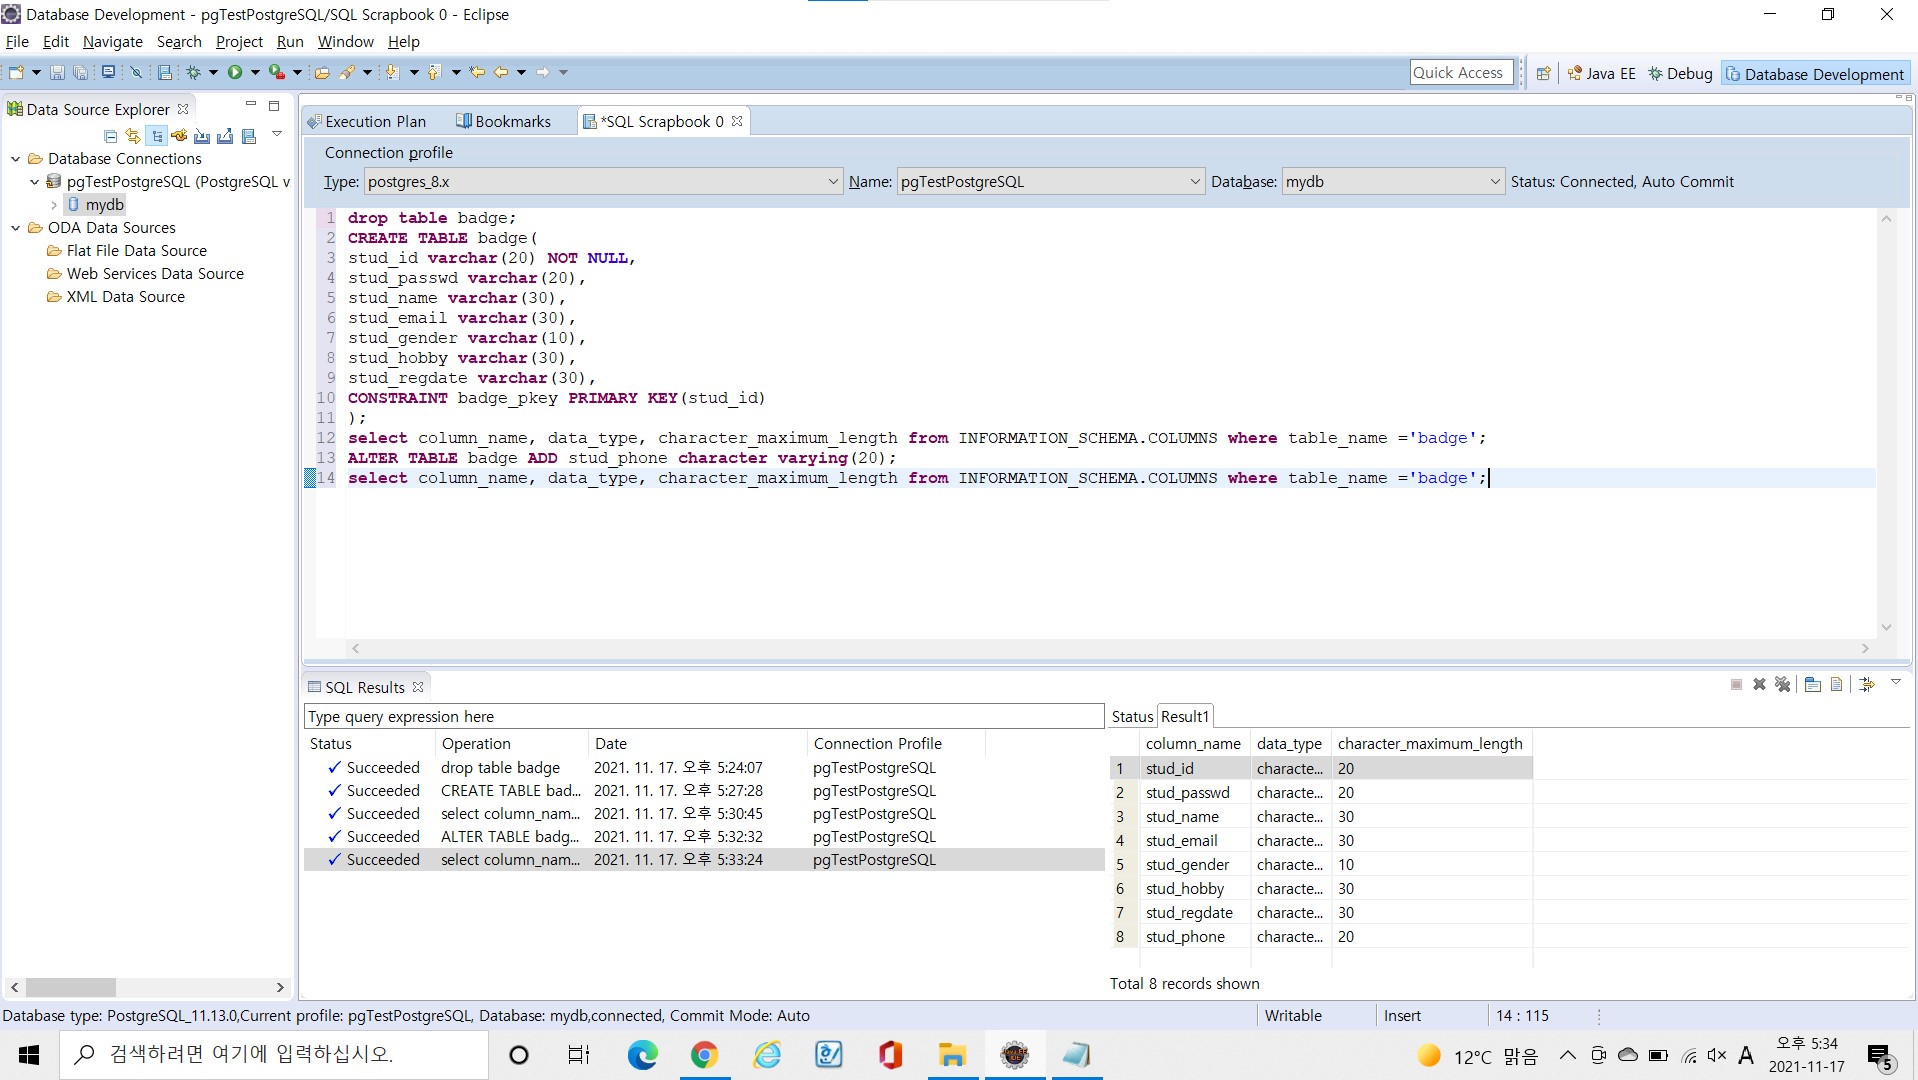 Database Development - pgTestPostgreSQL/SQL Scrapbook 0 - Eclipse
File Edit Navigate Search Project Run Window Help
Quick Access
Java EE
Debug
Database Development
Data Source Explorer
Database Connections
pgTestPostgreSQL (PostgreSQL v.
mydb
ODA Data Sources
Flat File Data Source
Web Services Data Source
XML Data Source
Execution Plan
Bookmarks
*SQL Scrapbook 0
Connection profile
Type: postgres_8.x Name: pgTestPostgreSQL Database: mydb Status: Connected, Auto Commit
1 drop table badge;
2 CREATE TABLE badge(
3 stud_id varchar(20) NOT NULL,
4 stud_passwd varchar(20),
5 stud_name varchar(30),
6 stud_email varchar(30),
7 stud_gender varchar(10),
8 stud_hobby varchar(30),
9 stud_regdate varchar(30),
10 CONSTRAINT badge_pkey PRIMARY KEY(stud_id)
11 );
12 select column_name, data_type, character_maximum_length from INFORMATION_SCHEMA.COLUMNS where table_name ='badge';
13 ALTER TABLE badge ADD stud_phone character varying(20);
14 select column_name, data_type, character_maximum_length from INFORMATION_SCHEMA.COLUMNS where table_name ='badge';
SQL Results
Type query expression here
Status Operation Date Connection Profile
Succeeded drop table badge 2021. 11. 17. 오후 5:24:07 pgTestPostgreSQL
Succeeded CREATE TABLE bad... 2021. 11. 17. 오후 5:27:28 pgTestPostgreSQL
Succeeded select column_nam... 2021. 11. 17. 오후 5:30:45 pgTestPostgreSQL
Succeeded ALTER TABLE badg... 2021. 11. 17. 오후 5:32:32 pgTestPostgreSQL
Succeeded select column_nam... 2021. 11. 17. 오후 5:33:24 pgTestPostgreSQL
Status Result1
column_name data_type character_maximum_length
1 stud_id characte... 20
2 stud_passwd characte... 20
3 stud_name characte... 30
4 stud_email characte... 30
5 stud_gender characte... 10
6 stud_hobby characte... 30
7 stud_regdate characte... 30
8 stud_phone characte... 20
Total 8 records shown
Database type: PostgreSQL_11.13.0,Current profile: pgTestPostgreSQL, Database: mydb,connected, Commit Mode: Auto
Writable
Insert
14 : 115
검색하려면 여기에 입력하십시오.
12°C 맑음
A
오후 5:34
2021-11-17
5